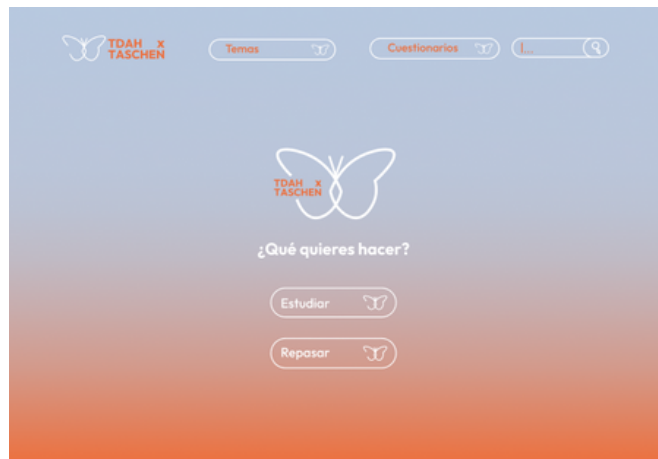 TDAH x
TASCHEN
Temas
Cuestionarios
|...
TDAH x
TASCHEN
¿Qué quieres hacer?
Estudiar
Repasar